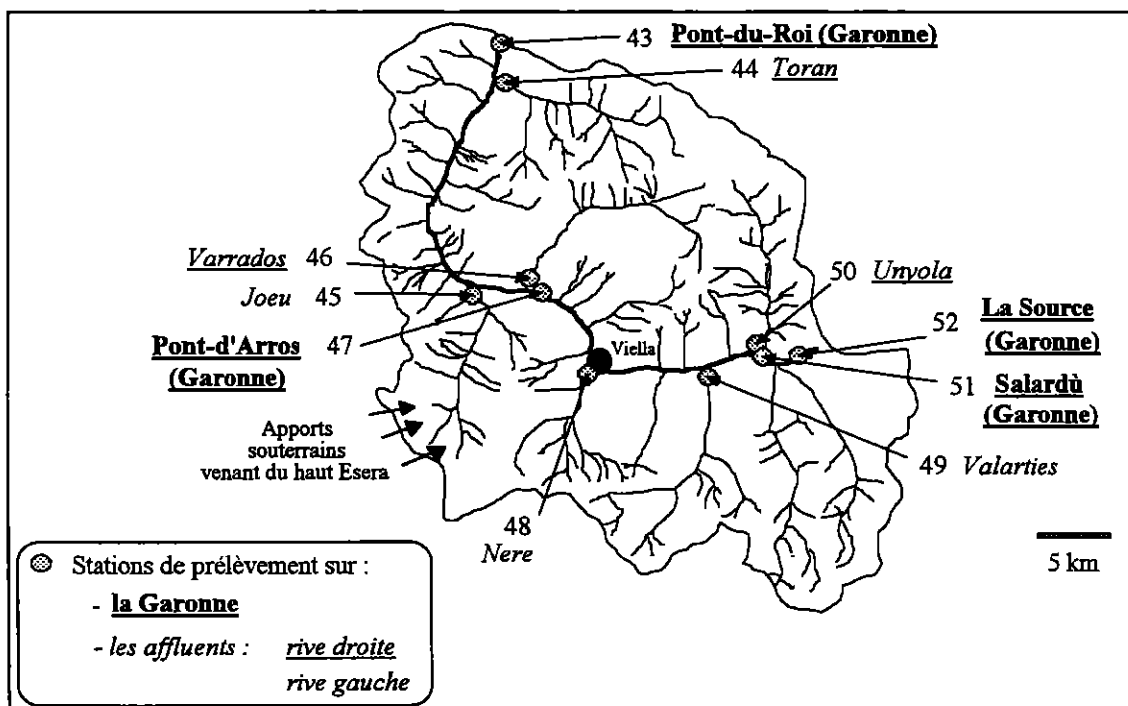 43 Pont-du-Roi (Garonne)
44 Toran
Varrados 46
Joeu 45
50 Unyola
La Source
52
(Garonne)
Pont-d'Arros
47
(Garonne)
Viella
51 Salardù
(Garonne)
Apports
souterrains
venant du haut Esera
49 Valarties
48
Nere
5 km
Stations de prélèvement sur :
- la Garonne
- les affluents : rive droite
rive gauche